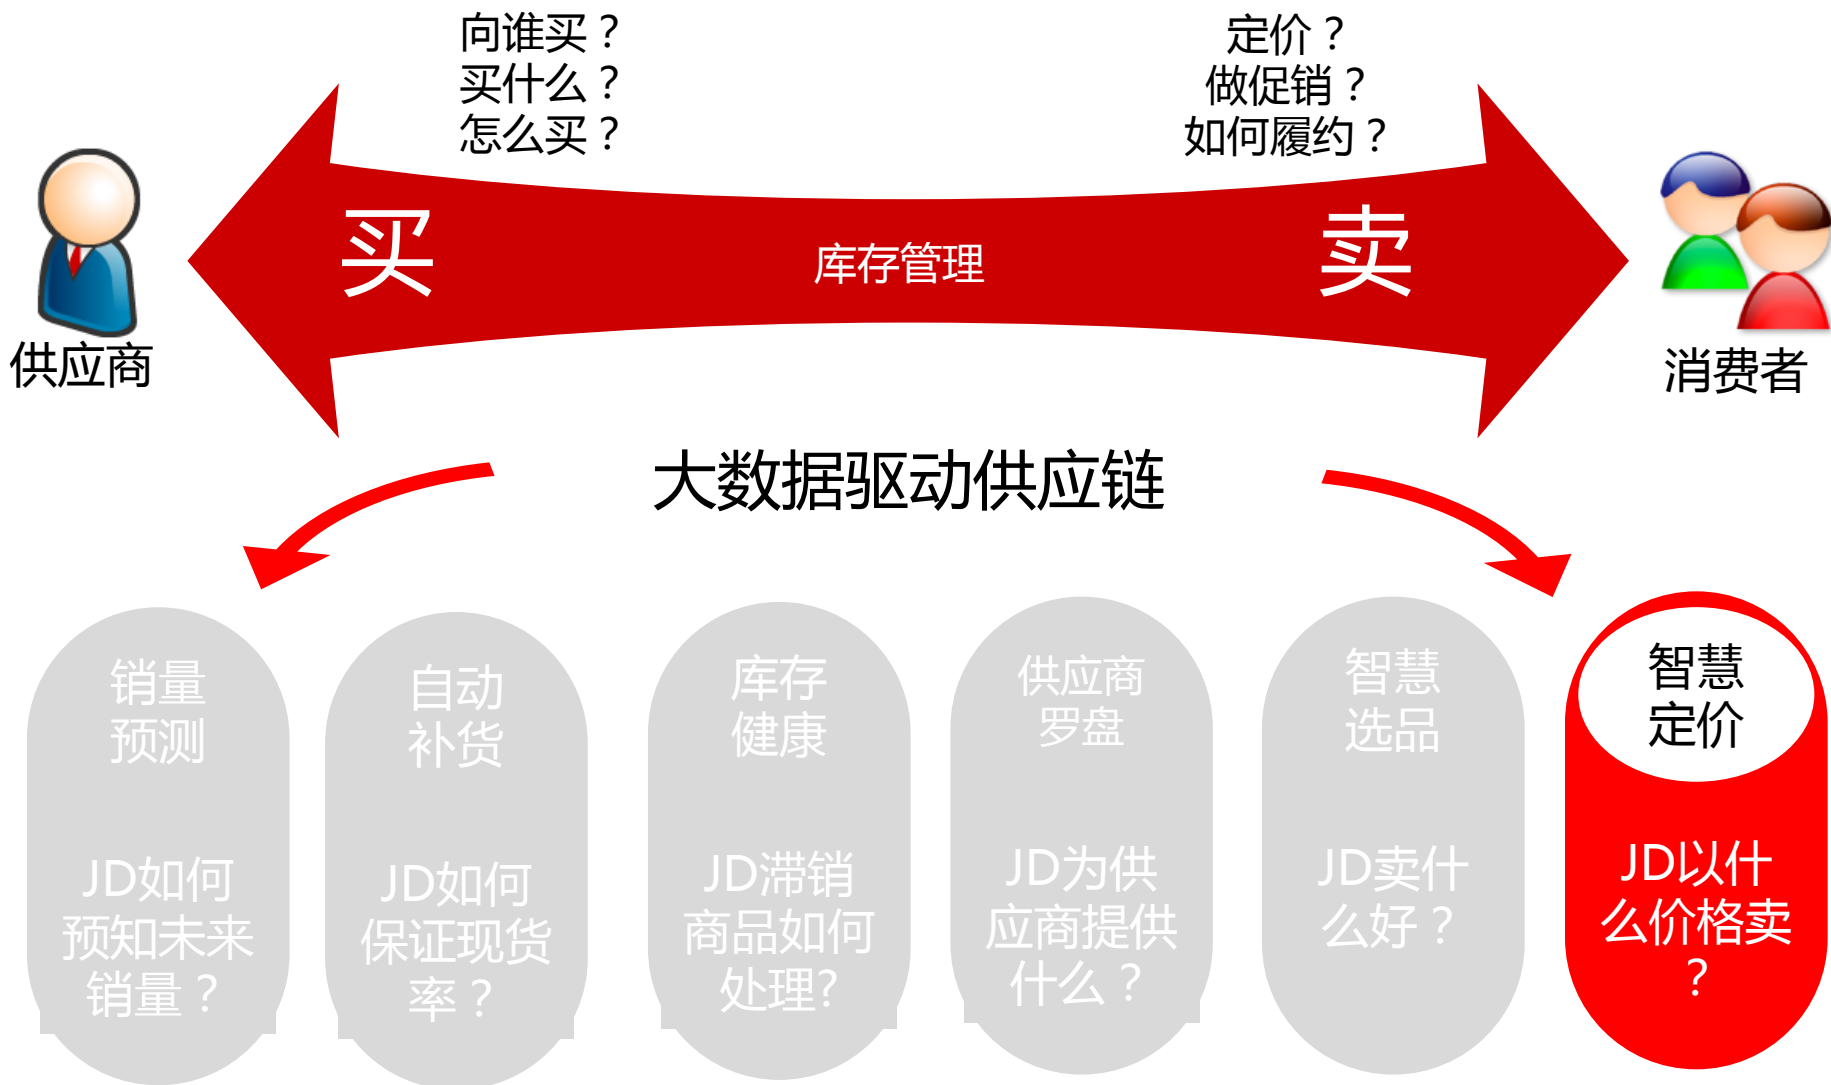 向谁买？
买什么？
怎么买？
定价？
做促销？
如何履约？
买
库存管理
卖
供应商
消费者
大数据驱动供应链
销量
预测
JD如何
预知未来
销量？
自动
补货
JD如何
保证现货
率？
库存
健康
JD滞销
商品如何
处理?
供应商
罗盘
JD为供
应商提供
什么？
智慧
选品
JD卖什
么好？
智慧
定价
JD以什
么价格卖
？